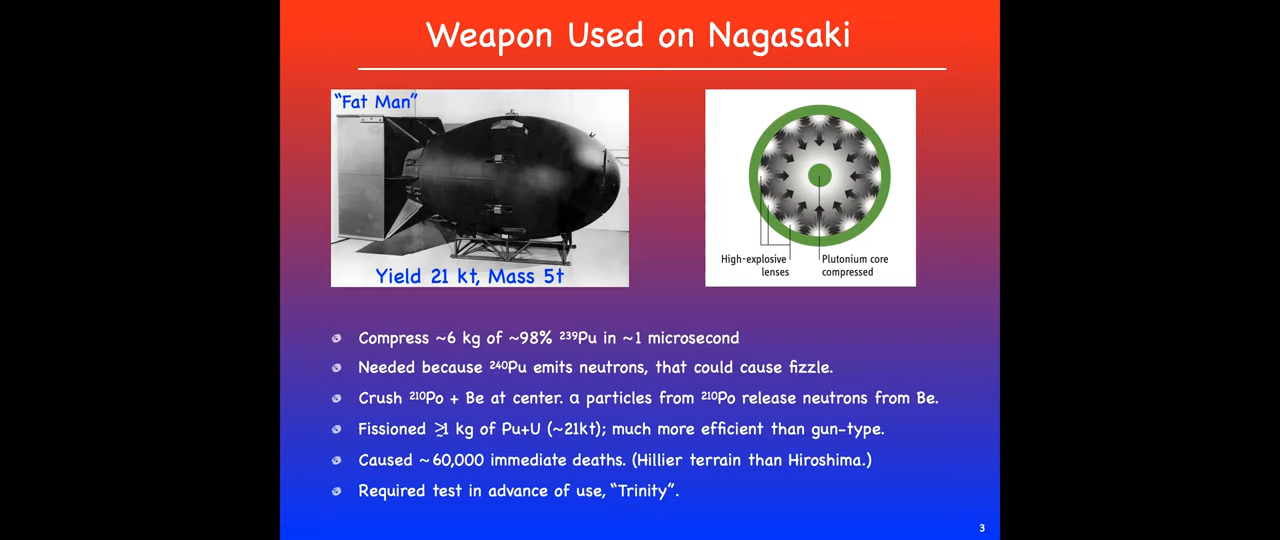 Weapon Used on Nagasaki
"Fat Man"
Yield 21 kt, Mass 5t
High-explosive
lenses
Plutonium core
compressed
Compress ~6 kg of ~98% ²³⁹Pu in ~1 microsecond
Needed because ²⁴⁰Pu emits neutrons, that could cause fizzle.
Crush ²¹⁰Po + Be at center. α particles from ²¹⁰Po release neutrons from Be.
Fissioned ≳1 kg of Pu+U (~21kt); much more efficient than gun-type.
Caused ~60,000 immediate deaths. (Hillier terrain than Hiroshima.)
Required test in advance of use, "Trinity".
3